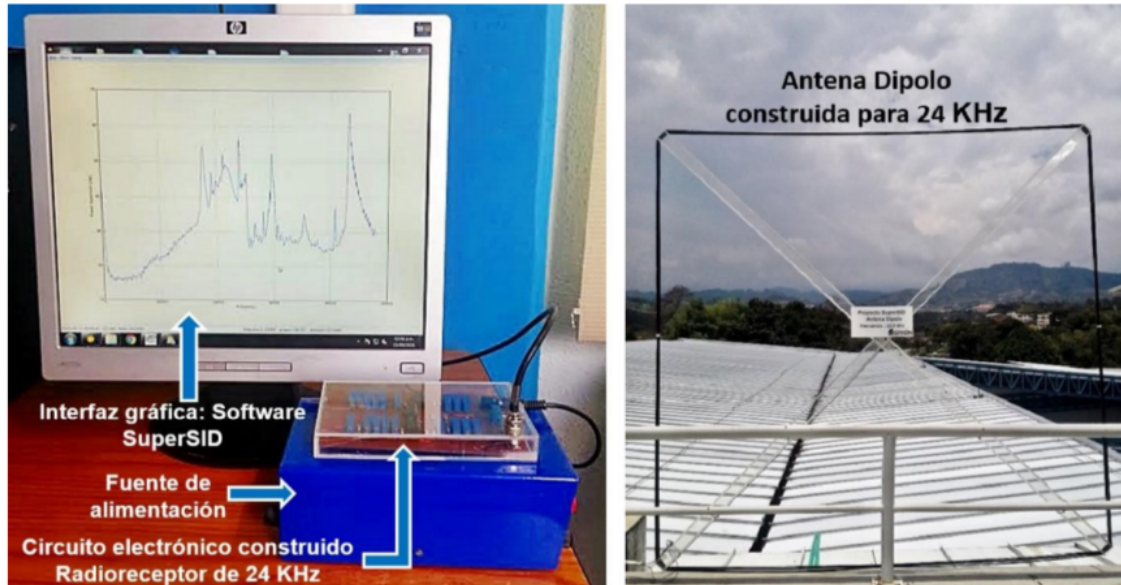 hp
Interfaz gráfica: Software
SuperSID
Fuente de
alimentación
Circuito electrónico construido
Radioreceptor de 24 KHz
Antena Dipolo
construida para 24 KHz
Proyecto SuperSID
Antena Dipolo